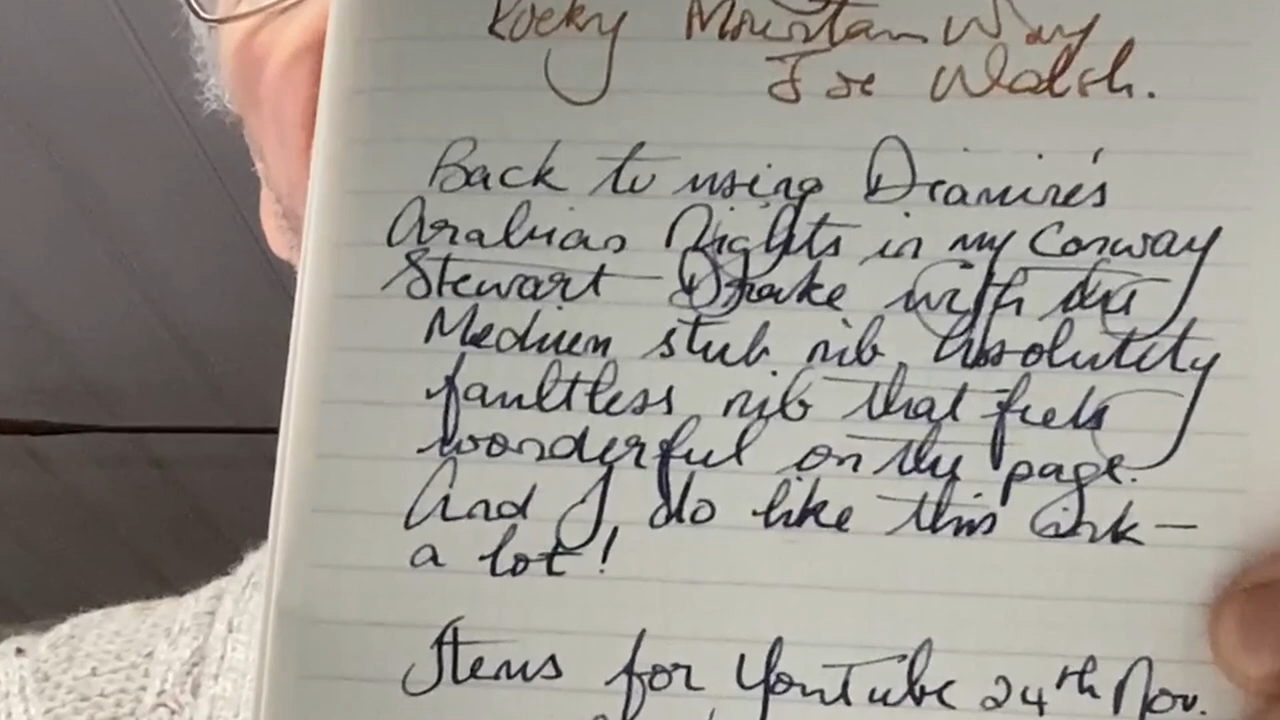 Rocky Mountain Way
Joe Walsh.
Back to using Diamine's
Arabian Nights in my Conway
Stewart Drake with the
Medium stub nib. Absolutely
faultless nib that feels
wonderful on the page.
And I do like this ink –
a lot!
Items for YouTube 24th Nov.